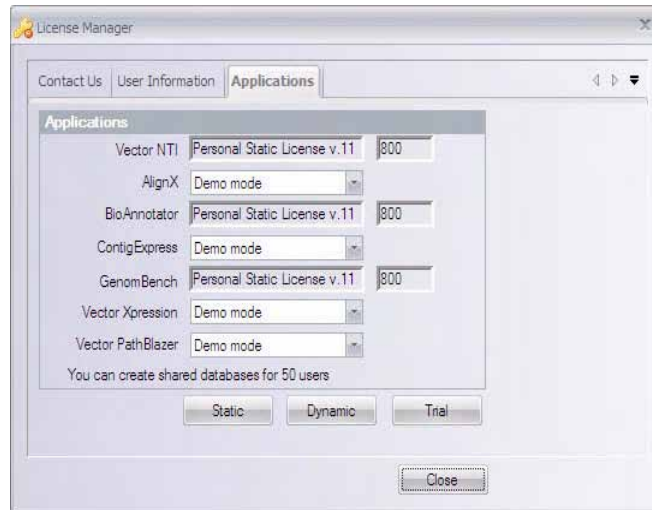 License Manager
Contact Us User Information Applications
Applications
Vector NTI Personal Static License v.11 800
AlignX Demo mode
BioAnnotator Personal Static License v.11 800
ContigExpress Demo mode
GenomBench Personal Static License v.11 800
Vector Xpression Demo mode
Vector PathBlazer Demo mode
You can create shared databases for 50 users
Static Dynamic Trial
Close